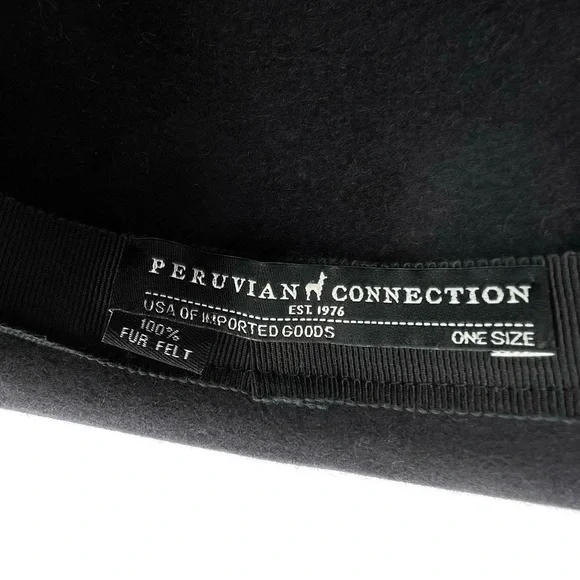 PERUVIAN CONNECTION
EST. 1976
USA OF IMPORTED GOODS
ONE SIZE
100%
FUR FELT